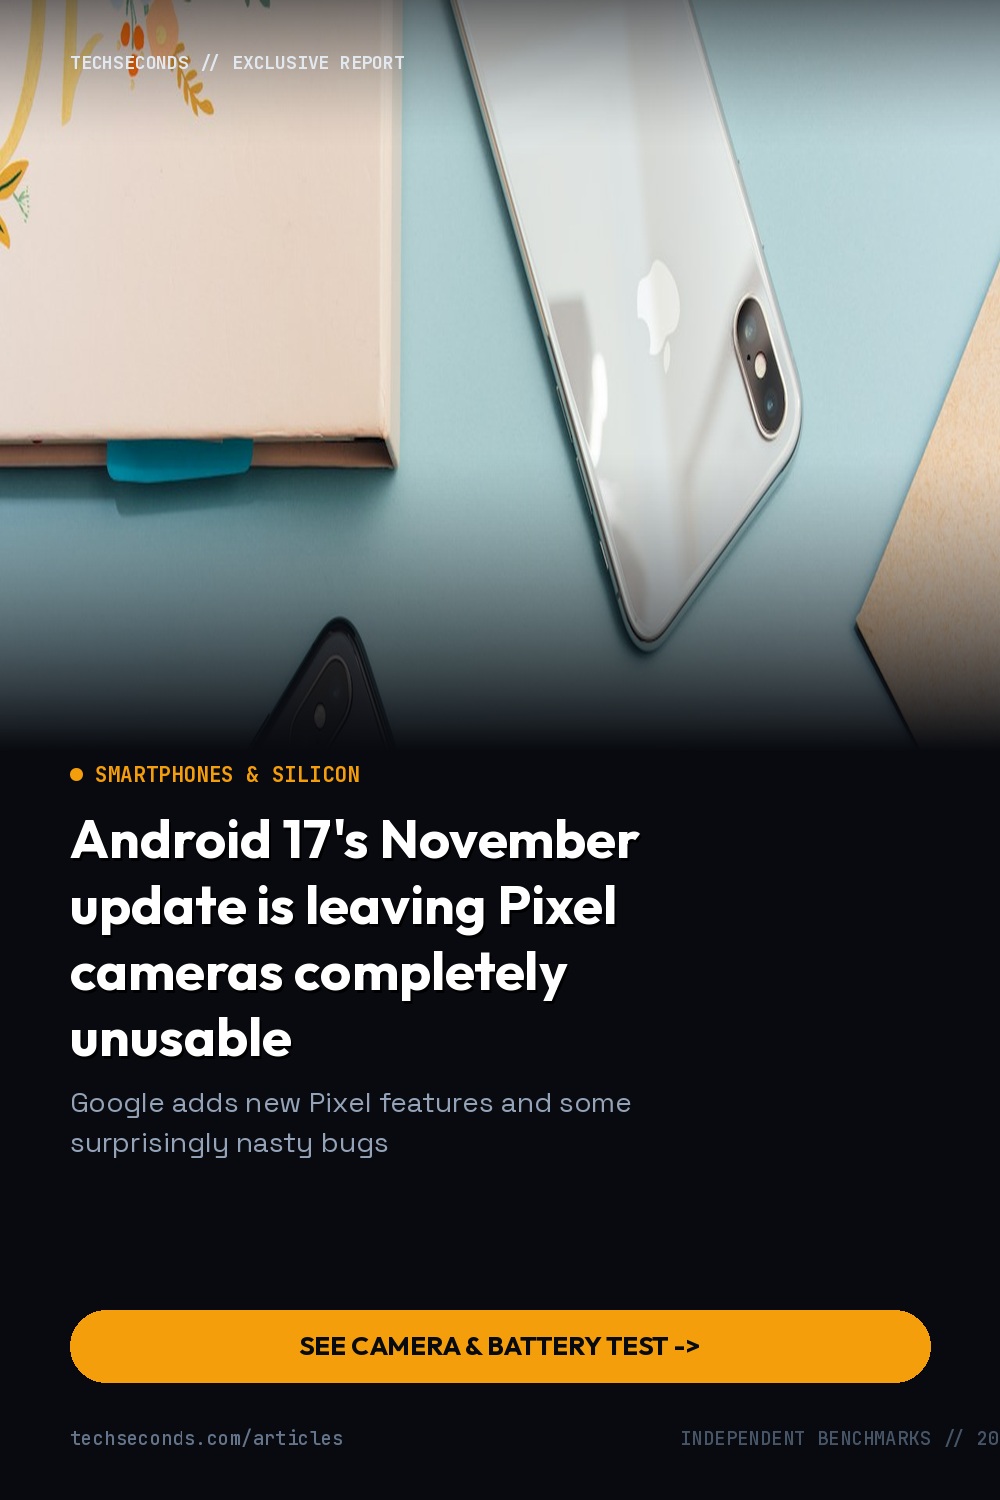 TECHSECONDS // EXCLUSIVE REPORT
SMARTPHONES & SILICON
Android 17's November
update is leaving Pixel
cameras completely
unusable
Google adds new Pixel features and some
surprisingly nasty bugs
SEE CAMERA & BATTERY TEST ->
techseconds.com/articles
INDEPENDENT BENCHMARKS // 20